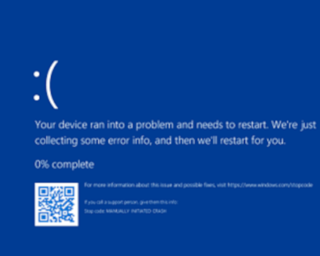 :(
Your device ran into a problem and needs to restart. We're just
collecting some error info, and then we'll restart for you.
0% complete
For more information about this issue and possible fixes, visit https://www.windows.com/stopcode
If you call a support person, give them this info:
Stop code: MANUALLY INITIATED CRASH